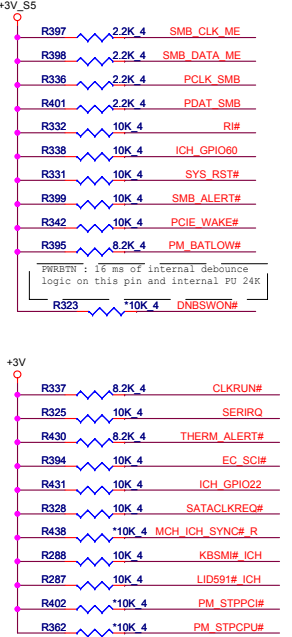 +3V_S5
R397 2.2K_4 SMB_CLK_ME
R398 2.2K_4 SMB_DATA_ME
R336 2.2K_4 PCLK_SMB
R401 2.2K_4 PDAT_SMB
R332 10K_4 RI#
R338 10K_4 ICH_GPIO60
R331 10K_4 SYS_RST#
R399 10K_4 SMB_ALERT#
R342 10K_4 PCIE_WAKE#
R395 8.2K_4 PM_BATLOW#
PWRBTN : 16 ms of internal debounce
logic on this pin and internal PU 24K
R323 *10K_4 DNBSWON#
+3V
R337 8.2K_4 CLKRUN#
R325 10K_4 SERIRQ
R430 8.2K_4 THERM_ALERT#
R394 10K_4 EC_SCI#
R431 10K_4 ICH_GPIO22
R328 10K_4 SATACLKREQ#
R438 *10K_4 MCH_ICH_SYNC#_R
R288 10K_4 KBSMI#_ICH
R287 10K_4 LID591#_ICH
R402 *10K_4 PM_STPPCI#
R362 *10K_4 PM_STPCPU#